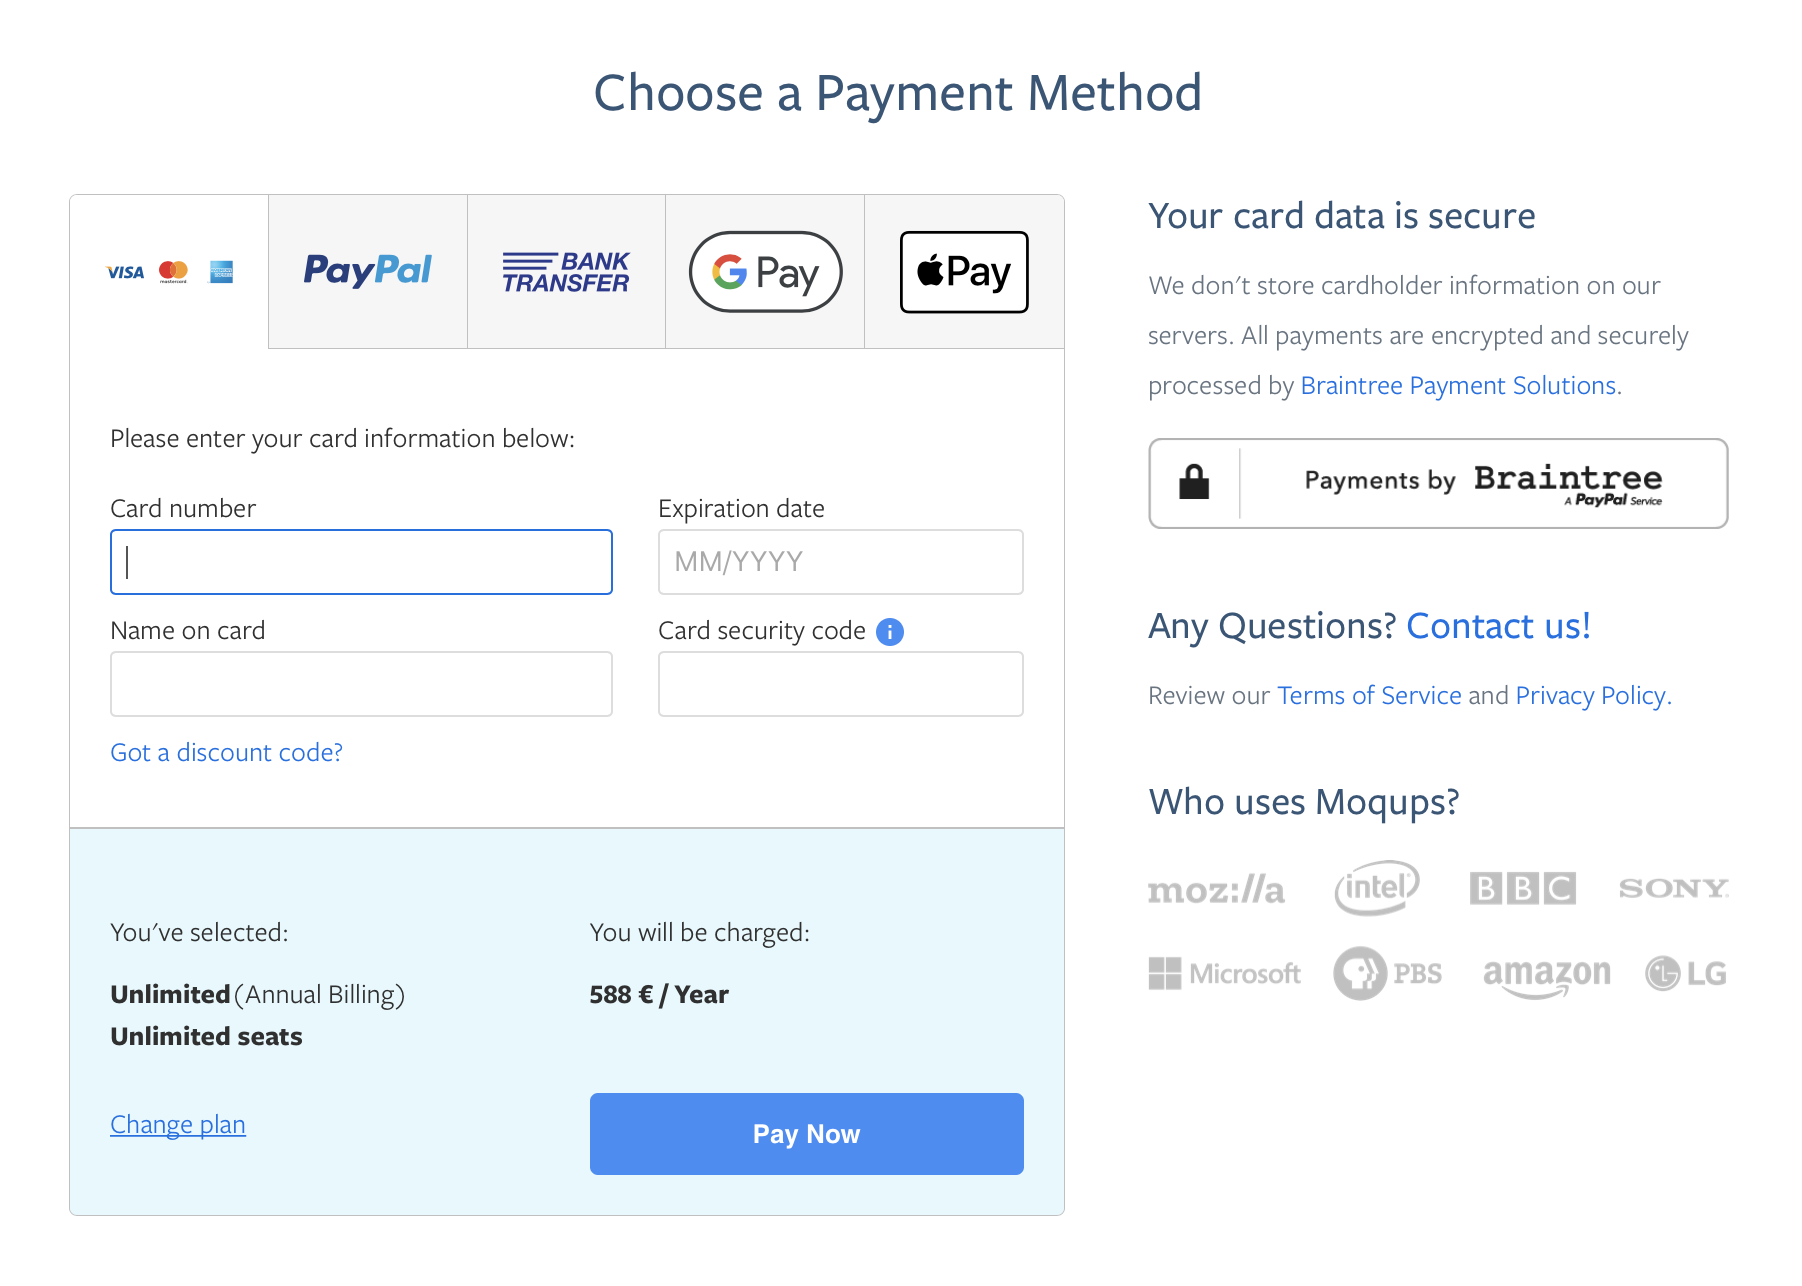 Choose a Payment Method
VISA mastercard
PayPal
BANK TRANSFER
G Pay
Pay
Please enter your card information below:
Card number
Expiration date
MM/YYYY
Name on card
Card security code i
Got a discount code?
You've selected:
Unlimited (Annual Billing)
Unlimited seats
Change plan
You will be charged:
588 € / Year
Pay Now
Your card data is secure
We don't store cardholder information on our
servers. All payments are encrypted and securely
processed by Braintree Payment Solutions.
Payments by Braintree
A PayPal Service
Any Questions? Contact us!
Review our Terms of Service and Privacy Policy.
Who uses Moqups?
moz://a intel BBC SONY
Microsoft PBS amazon LG